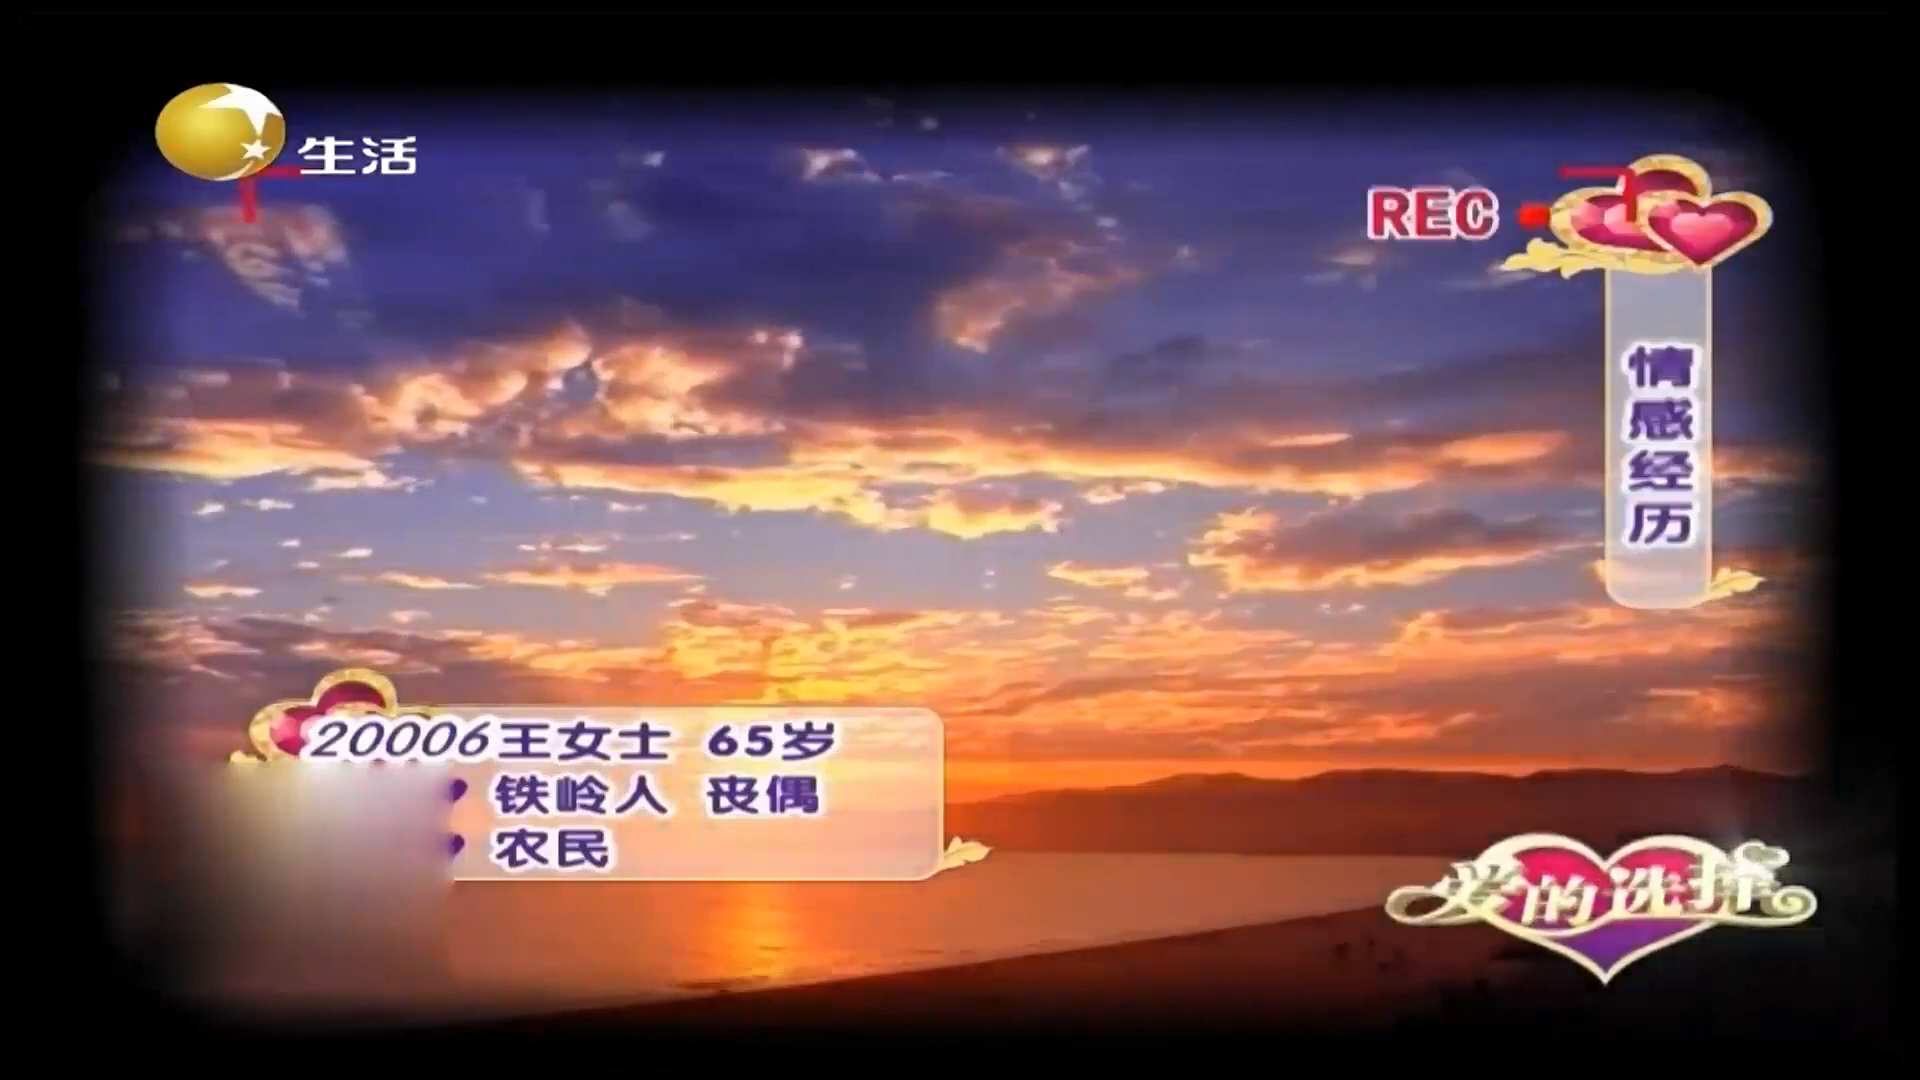 生活
REC
情感经历
20006王女士 65岁
铁岭人 丧偶
农民
爱的选择